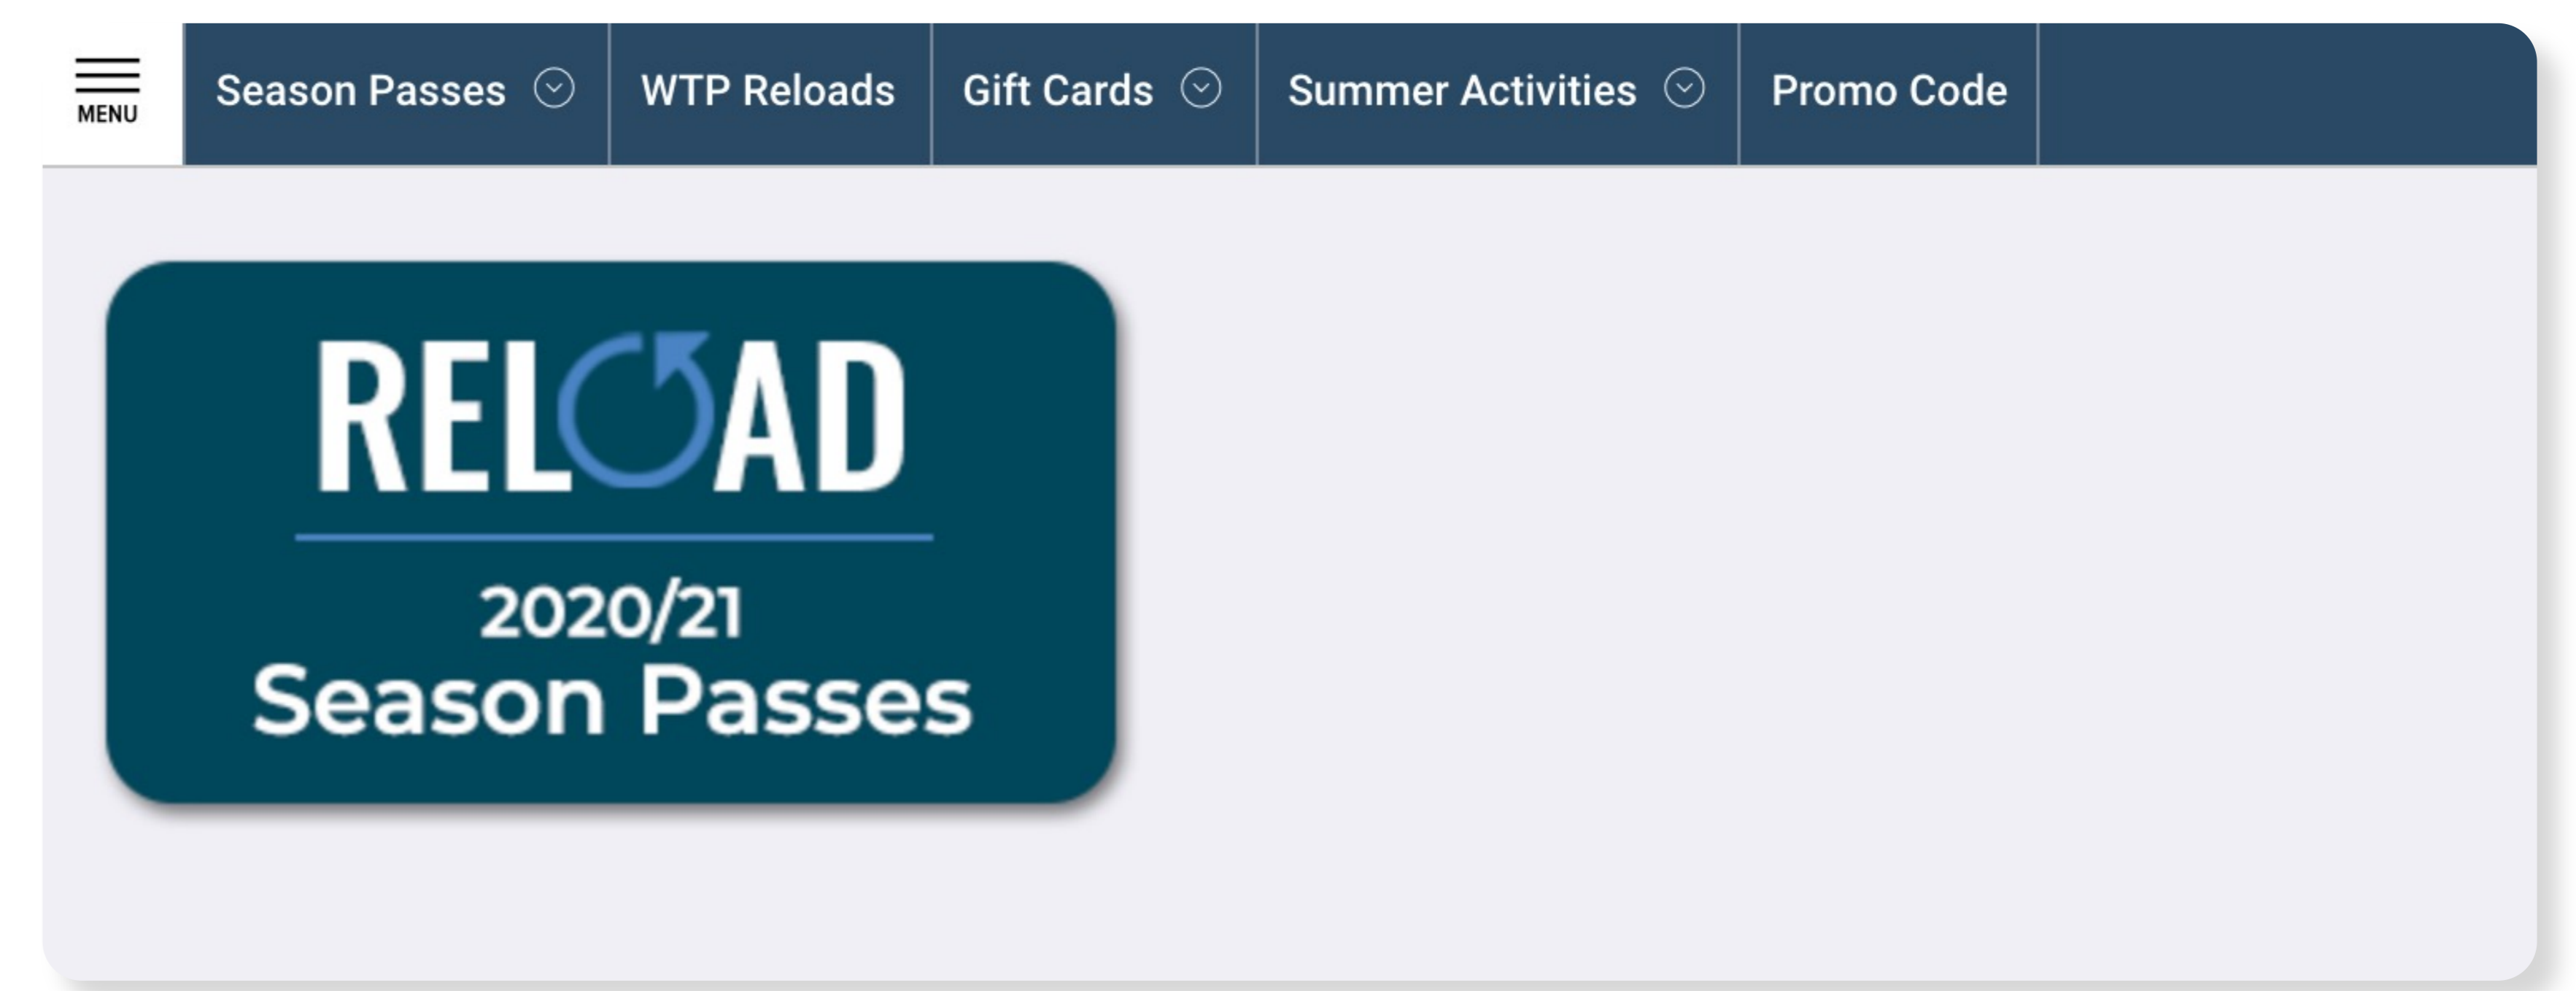 MENU
Season Passes
WTP Reloads
Gift Cards
Summer Activities
Promo Code
RELOAD
2020/21
Season Passes